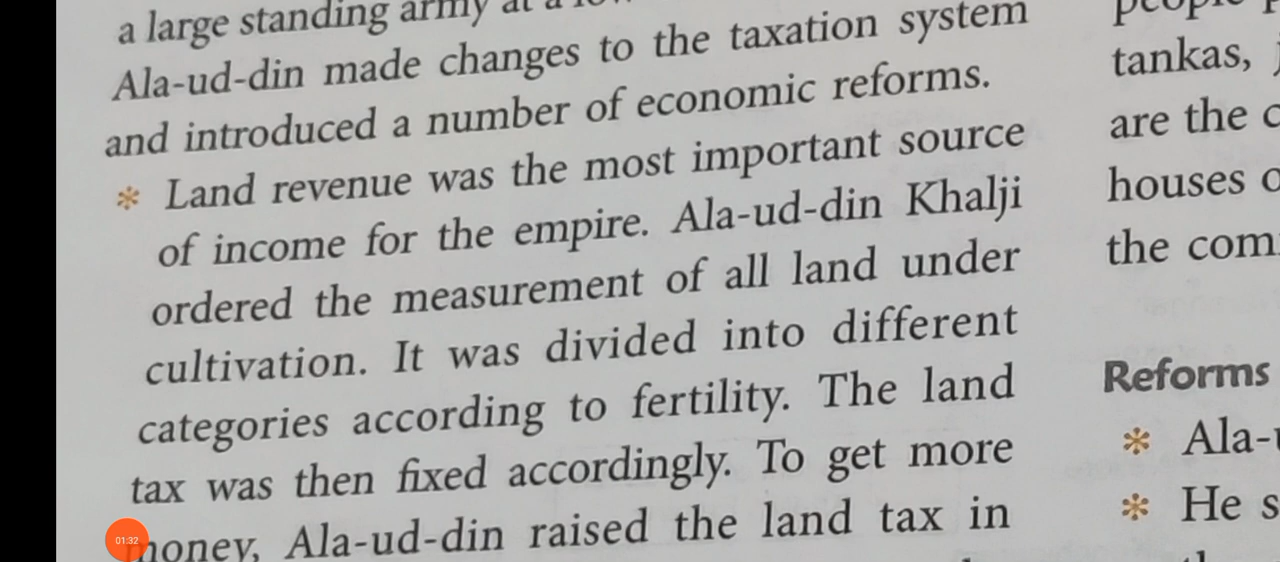 a large standing army at a
Ala-ud-din made changes to the taxation system
and introduced a number of economic reforms.
* Land revenue was the most important source
of income for the empire. Ala-ud-din Khalji
ordered the measurement of all land under
cultivation. It was divided into different
categories according to fertility. The land
tax was then fixed accordingly. To get more
money, Ala-ud-din raised the land tax in
tankas,
are the
houses
the
Reforms
* 
* He
01:32